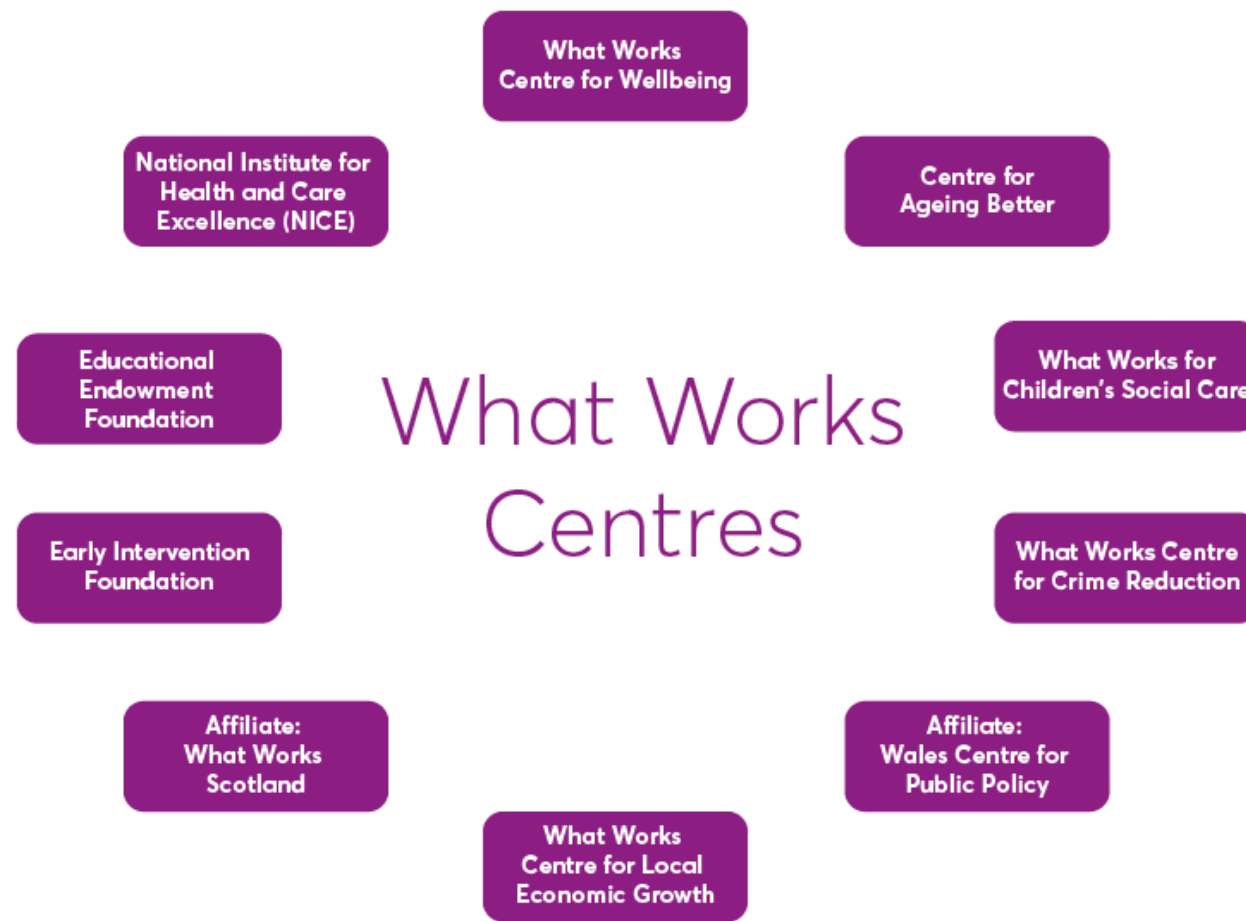 What Works
Centre for Wellbeing
National Institute for
Health and Care
Excellence (NICE)
Centre for
Ageing Better
Educational
Endowment
Foundation
What Works
Centres
What Works for
Children's Social Care
Early Intervention
Foundation
What Works Centre
for Crime Reduction
Affiliate:
What Works
Scotland
Affiliate:
Wales Centre for
Public Policy
What Works
Centre for Local
Economic Growth